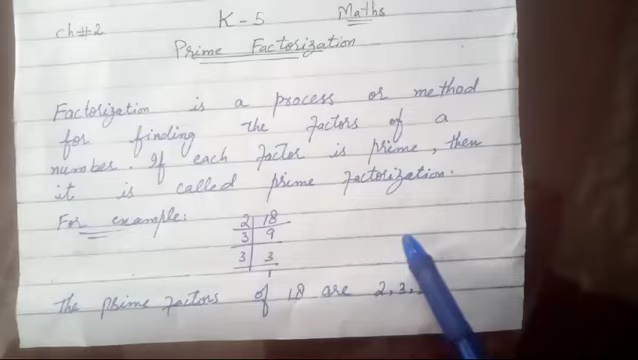 ch#2
K-5
Maths
Prime Factorization
Factorization is a process or method
for finding the factors of a
number. If each factor is prime, then
it is called prime factorization.
For example:
2 | 18
3 | 9
3 | 3
1
The prime factors of 18 are 2, 3,